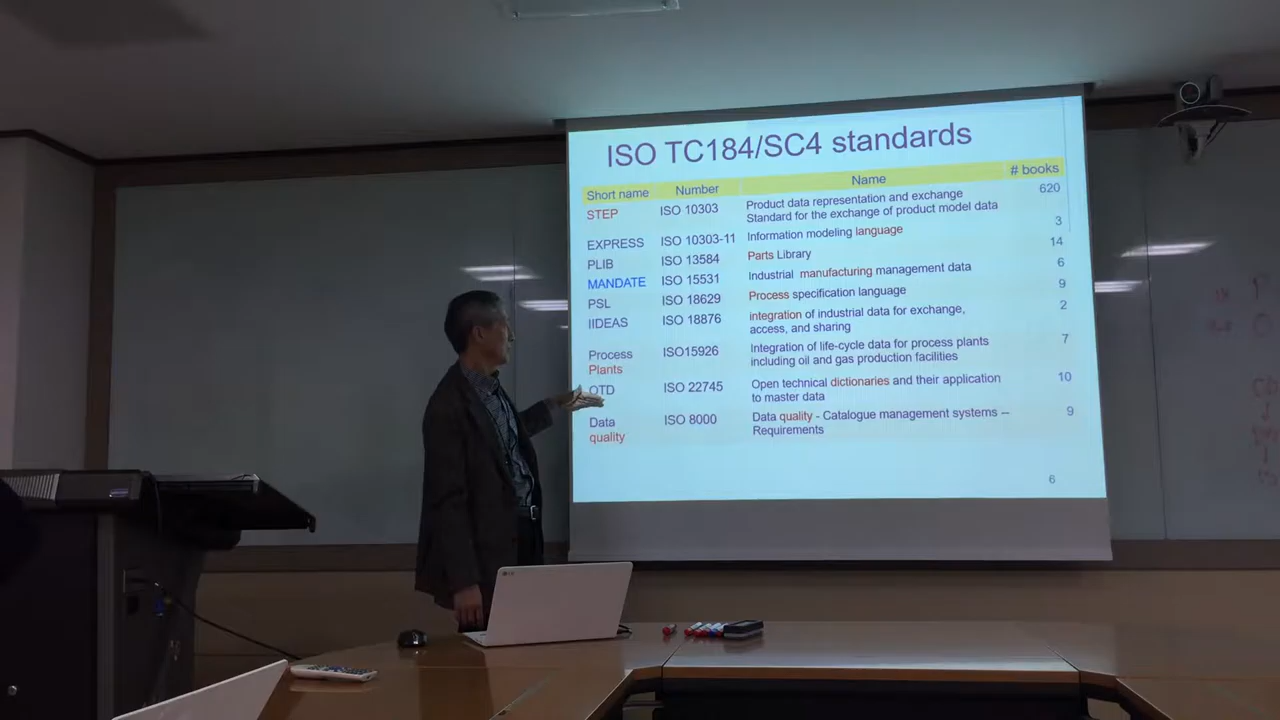 ISO TC184/SC4 standards
Short name Number Name # books
STEP ISO 10303 Product data representation and exchange 620
Standard for the exchange of product model data
EXPRESS ISO 10303-11 Information modeling language 3
PLIB ISO 13584 Parts Library 14
MANDATE ISO 15531 Industrial manufacturing management data 6
PSL ISO 18629 Process specification language 9
IIDEAS ISO 18876 integration of industrial data for exchange, 2
access, and sharing
Process ISO15926 Integration of life-cycle data for process plants 7
Plants including oil and gas production facilities
OTD ISO 22745 Open technical dictionaries and their application 10
to master data
Data ISO 8000 Data quality - Catalogue management systems -- 9
quality Requirements
6
LG